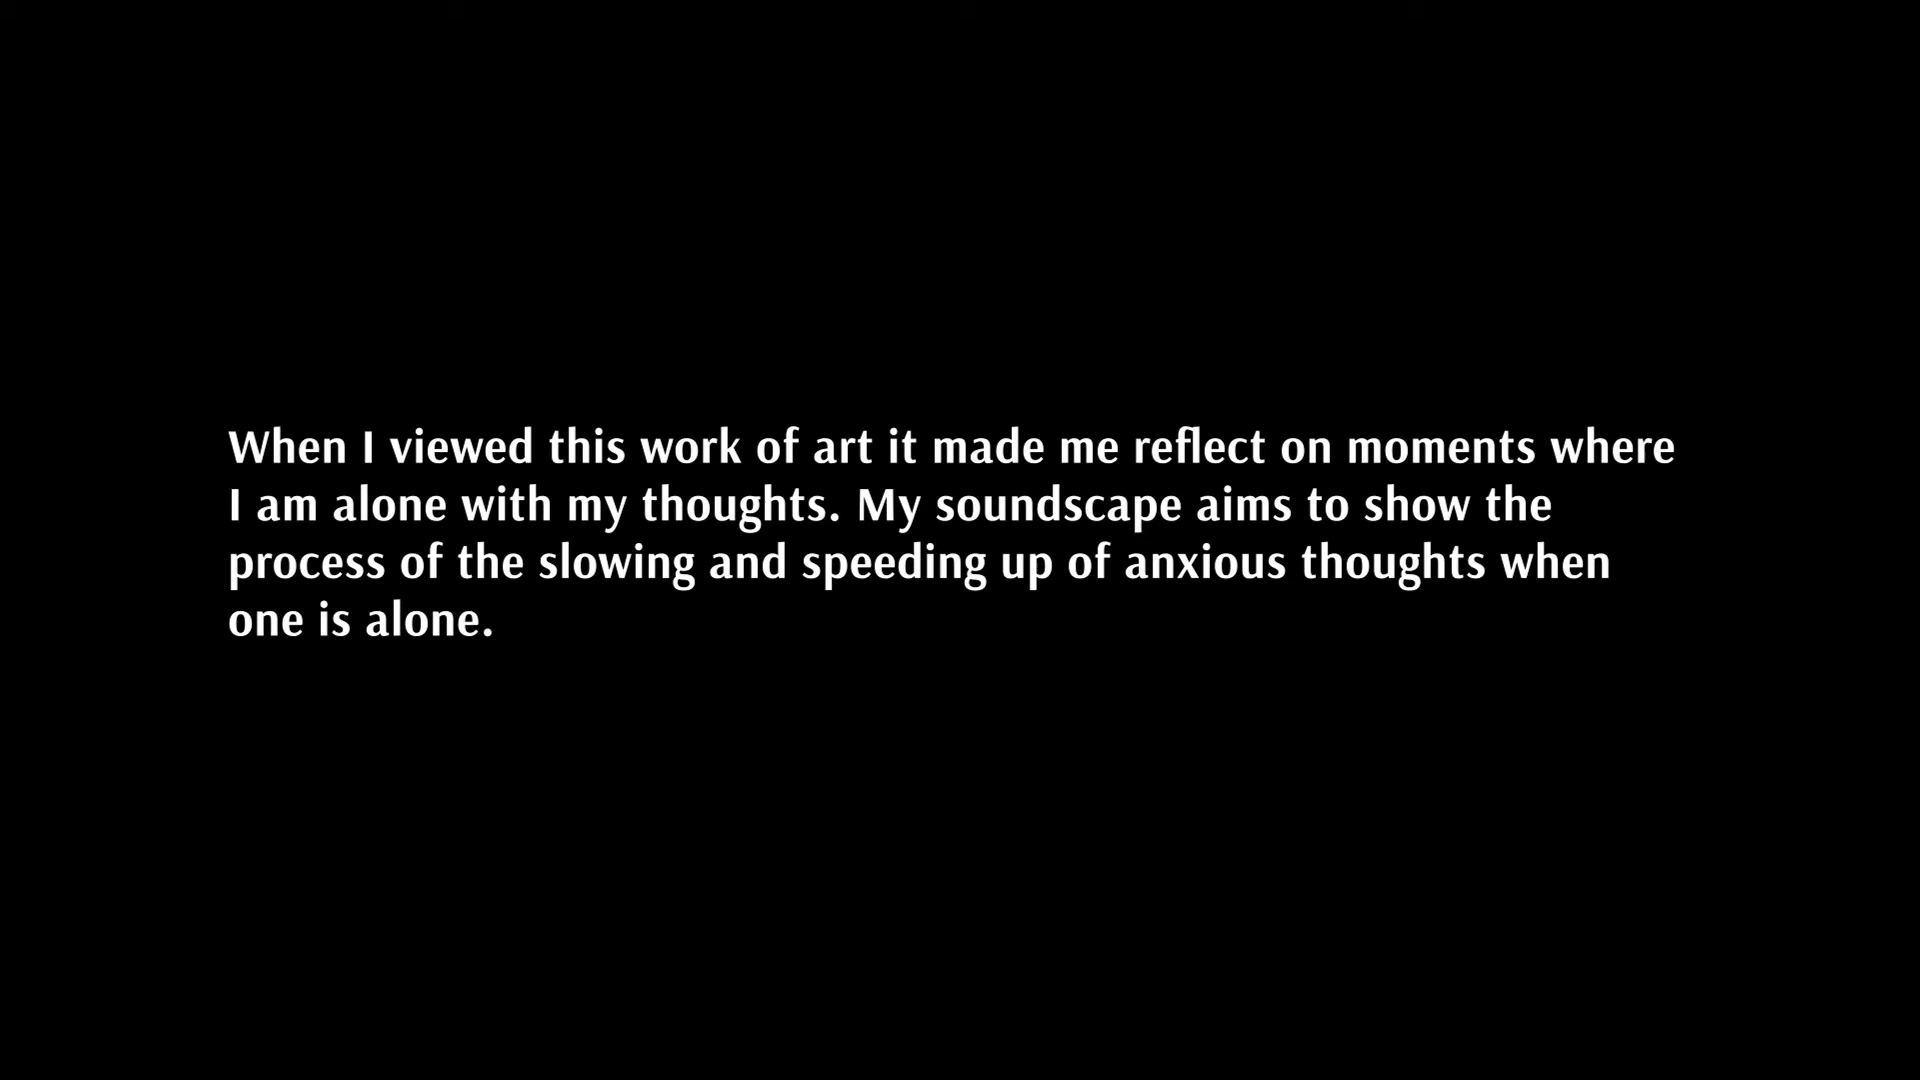 When I viewed this work of art it made me reflect on moments where
I am alone with my thoughts. My soundscape aims to show the
process of the slowing and speeding up of anxious thoughts when
one is alone.